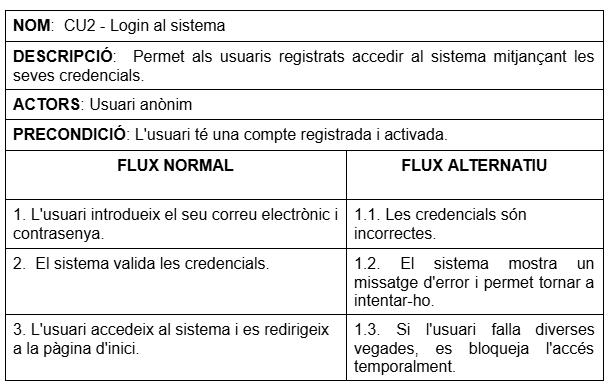 NOM:  CU2 - Login al sistema
DESCRIPCIÓ:  Permet als usuaris registrats accedir al sistema mitjançant les
seves credencials.
ACTORS: Usuari anònim
PRECONDICIÓ: L'usuari té una compte registrada i activada.
FLUX NORMAL
FLUX ALTERNATIU
1. L'usuari introdueix el seu correu electrònic i
contrasenya.
1.1. Les credencials són
incorrectes.
2.  El sistema valida les credencials.
1.2. El sistema mostra un
missatge d'error i permet tornar a
intentar-ho.
3. L'usuari accedeix al sistema i es redirigeix
a la pàgina d'inici.
1.3. Si l'usuari falla diverses
vegades, es bloqueja l'accés
temporalment.